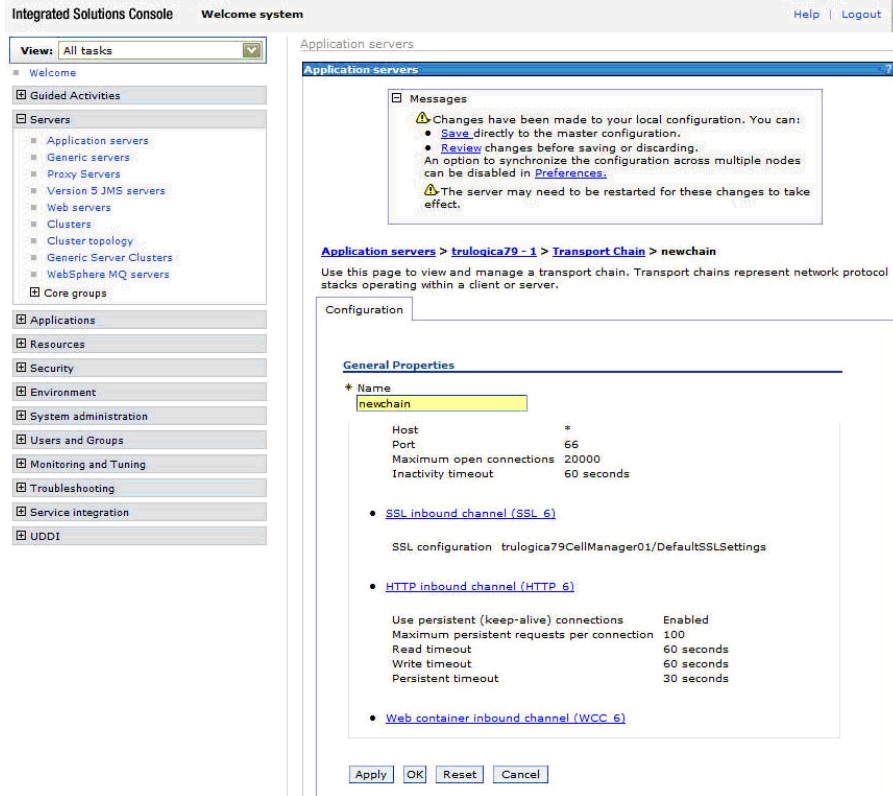 Integrated Solutions Console Welcome system Help | Logout
View: All tasks
Welcome
Guided Activities
Servers
Application servers
Generic servers
Proxy Servers
Version 5 JMS servers
Web servers
Clusters
Cluster topology
Generic Server Clusters
WebSphere MQ servers
Core groups
Applications
Resources
Security
Environment
System administration
Users and Groups
Monitoring and Tuning
Troubleshooting
Service integration
UDDI
Application servers
Application servers ?
Messages
Changes have been made to your local configuration. You can:
Save directly to the master configuration.
Review changes before saving or discarding.
An option to synchronize the configuration across multiple nodes
can be disabled in Preferences.
The server may need to be restarted for these changes to take
effect.
Application servers > trulogica79 - 1 > Transport Chain > newchain
Use this page to view and manage a transport chain. Transport chains represent network protocol
stacks operating within a client or server.
Configuration
General Properties
* Name
newchain
Host *
Port 66
Maximum open connections 20000
Inactivity timeout 60 seconds
SSL inbound channel (SSL_6)
SSL configuration trulogica79CellManager01/DefaultSSLSettings
HTTP inbound channel (HTTP_6)
Use persistent (keep-alive) connections Enabled
Maximum persistent requests per connection 100
Read timeout 60 seconds
Write timeout 60 seconds
Persistent timeout 30 seconds
Web container inbound channel (WCC_6)
Apply OK Reset Cancel